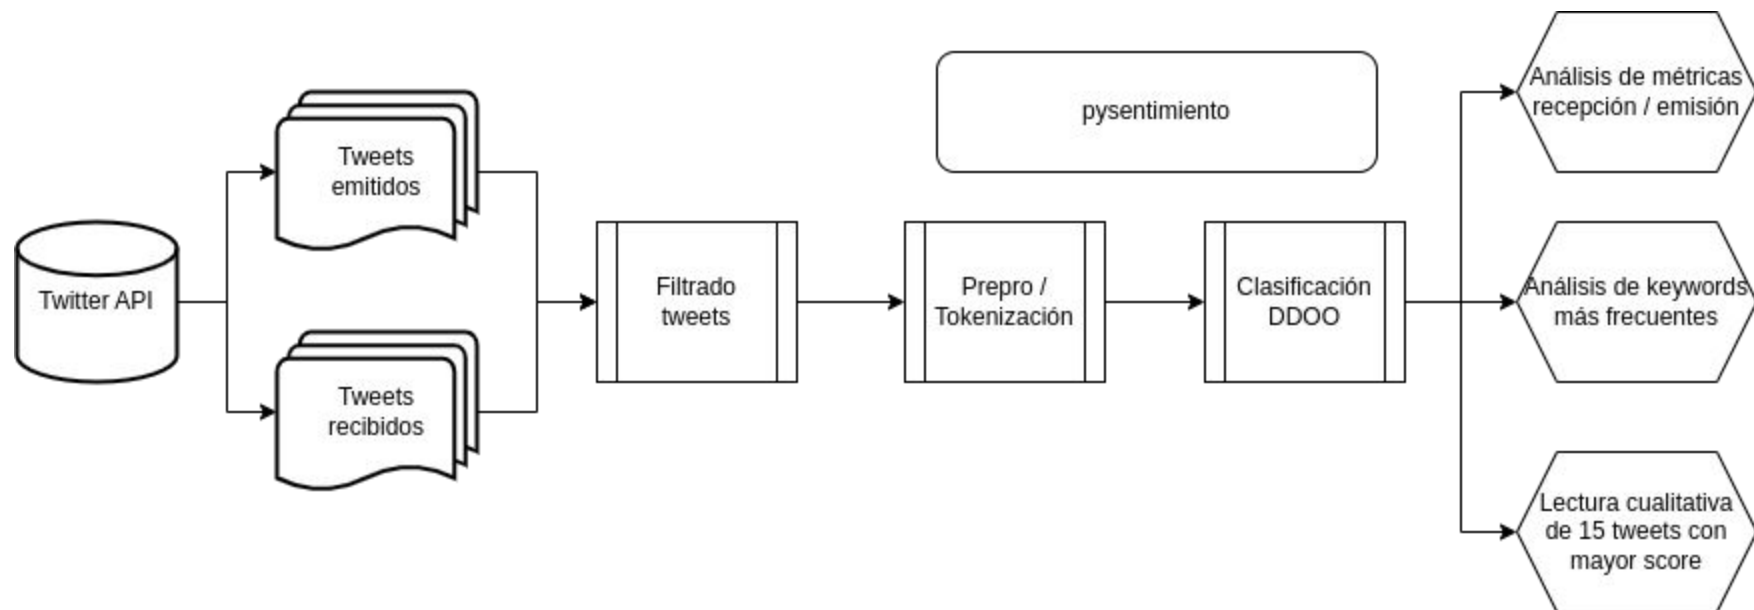 Twitter API
Tweets
emitidos
Tweets
recibidos
Filtrado
tweets
pysentimiento
Prepro /
Tokenización
Clasificación
DDOO
Análisis de métricas
recepción / emisión
Análisis de keywords
más frecuentes
Lectura cualitativa
de 15 tweets con
mayor score